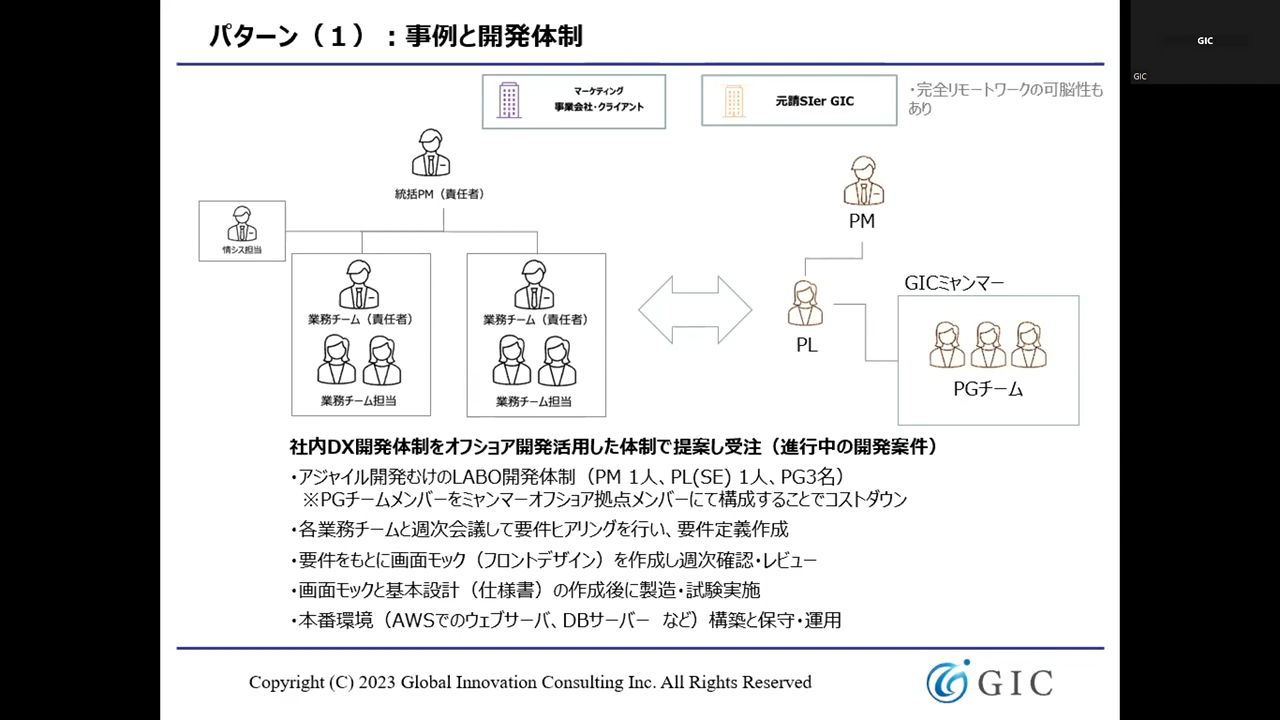 パターン（１）：事例と開発体制
GIC
GIC
マーケティング
事業会社・クライアント
元請SIer GIC
・完全リモートワークの可脳性も
あり
統括PM（責任者）
PM
情シス担当
業務チーム（責任者）
業務チーム（責任者）
GICミャンマー
PL
PGチーム
業務チーム担当
業務チーム担当
社内DX開発体制をオフショア開発活用した体制で提案し受注（進行中の開発案件）
・アジャイル開発むけのLABO開発体制（PM 1人、PL(SE) 1人、PG3名）
※PGチームメンバーをミャンマーオフショア拠点メンバーにて構成することでコストダウン
・各業務チームと週次会議して要件ヒアリングを行い、要件定義作成
・要件をもとに画面モック（フロントデザイン）を作成し週次確認・レビュー
・画面モックと基本設計（仕様書）の作成後に製造・試験実施
・本番環境（AWSでのウェブサーバ、DBサーバー など）構築と保守・運用
Copyright (C) 2023 Global Innovation Consulting Inc. All Rights Reserved
GIC